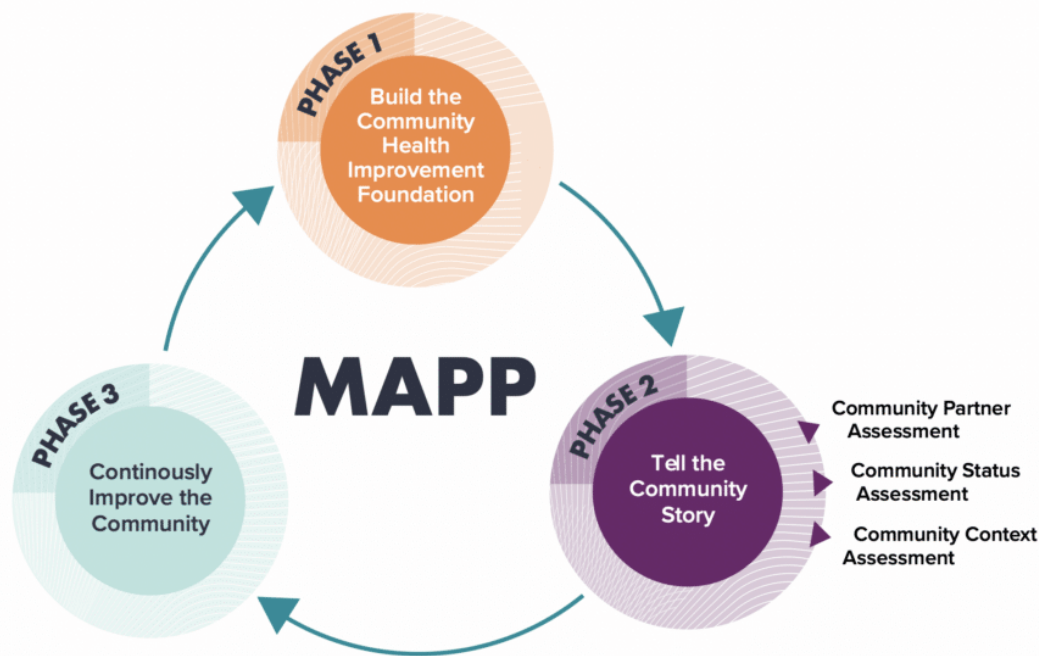 PHASE 1
Build the
Community
Health
Improvement
Foundation
MAPP
PHASE 2
Tell the
Community
Story
Community Partner
Assessment
Community Status
Assessment
Community Context
Assessment
PHASE 3
Continously
Improve the
Community